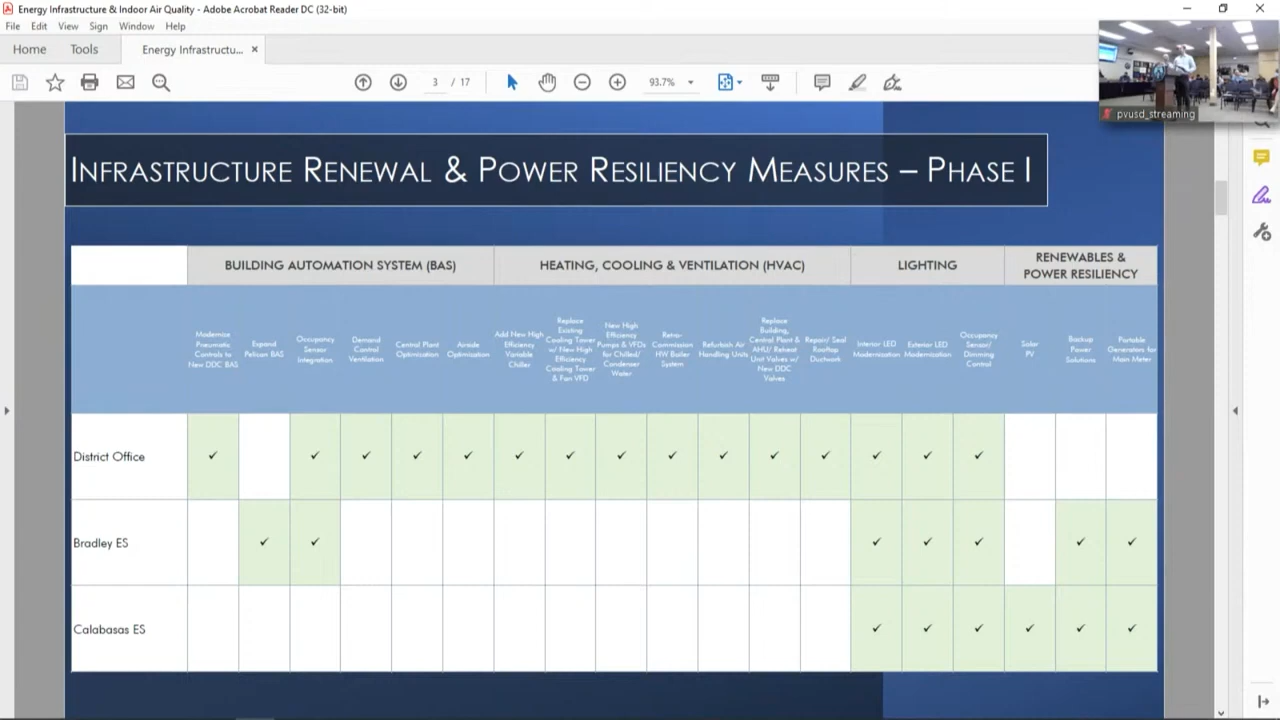 Energy Infrastructure & Indoor Air Quality - Adobe Acrobat Reader DC (32-bit)
File Edit View Sign Window Help
Home Tools Energy Infrastructu... ×
3 / 17 93.7%
pvusd_streaming
INFRASTRUCTURE RENEWAL & POWER RESILIENCY MEASURES – PHASE I
BUILDING AUTOMATION SYSTEM (BAS)
HEATING, COOLING & VENTILATION (HVAC)
LIGHTING
RENEWABLES &
POWER RESILIENCY
Modernize
Pneumatic
Controls to
New DDC BAS
Expand
Pelican BAS
Occupancy
Sensor
Integration
Demand
Control
Ventilation
Central Plant
Optimization
Airside
Optimization
Add New High
Efficiency
Variable
Chiller
Replace
Existing
Cooling Tower
w/ New High
Efficiency
Cooling Tower
& Fan VFD
New High
Efficiency
Pumps & VFDs
for Chilled/
Condenser
Water
Retro-
Commission
HW Boiler
System
Refurbish Air
Handling Units
Replace
Building,
Central Plant &
AHU/ Reheat
Unit Valves w/
New DDC
Valves
Repair/ Seal
Rooftop
Ductwork
Interior LED
Modernization
Exterior LED
Modernization
Occupancy
Sensor/
Dimming
Control
Solar
PV
Backup
Power
Solutions
Portable
Generators for
Main Meter
District Office ✓ ✓ ✓ ✓ ✓ ✓ ✓ ✓ ✓ ✓ ✓ ✓ ✓ ✓ ✓
Bradley ES ✓ ✓ ✓ ✓ ✓ ✓ ✓
Calabasas ES ✓ ✓ ✓ ✓ ✓ ✓